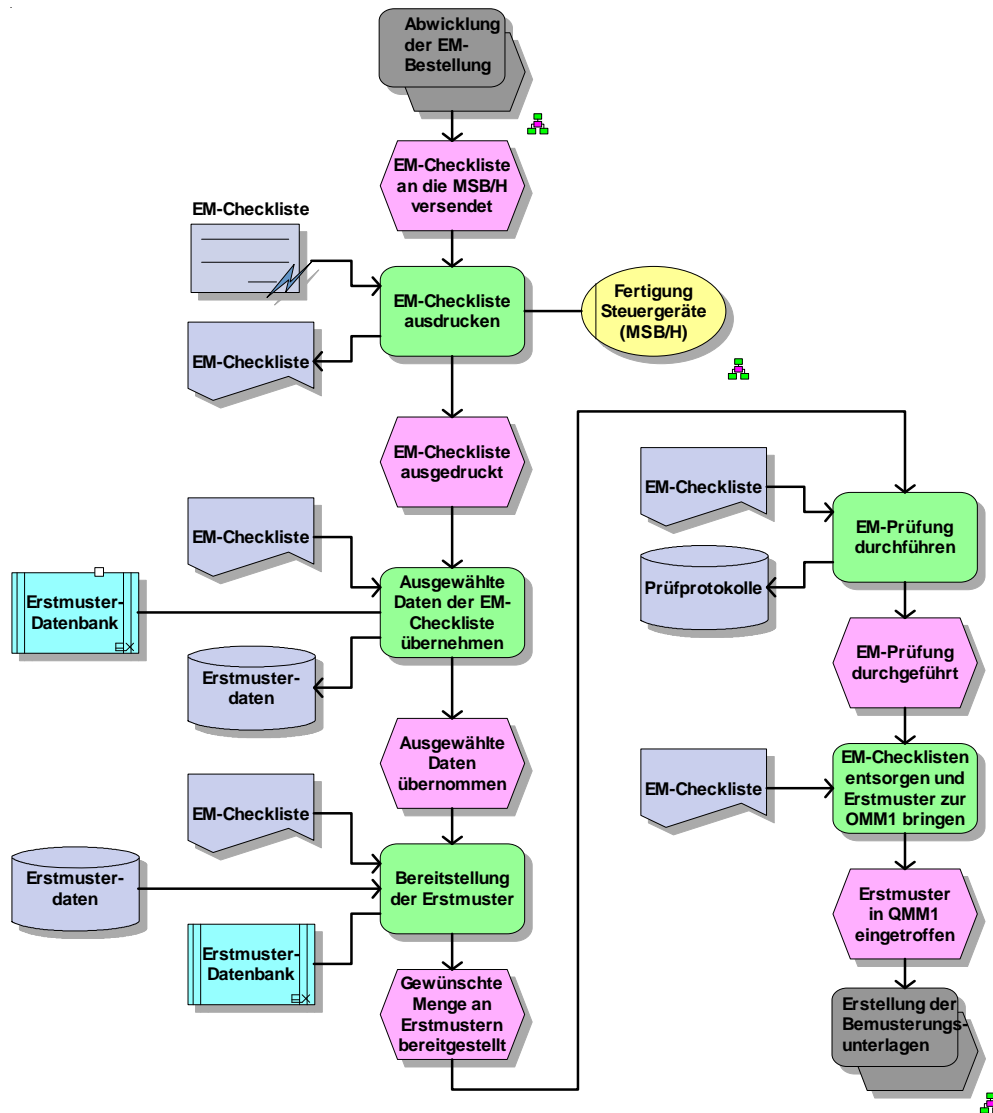 Abwicklung
der EM-
Bestellung
EM-Checkliste
an die MSB/H
versendet
EM-Checkliste
EM-Checkliste
ausdrucken
Fertigung
Steuergeräte
(MSB/H)
EM-Checkliste
EM-Checkliste
ausgedruckt
EM-Checkliste
Erstmuster-
Datenbank
Ausgewählte
Daten der EM-
Checkliste
übernehmen
Erstmuster-
daten
Ausgewählte
Daten
übernommen
EM-Checkliste
Erstmuster-
daten
Bereitstellung
der Erstmuster
Erstmuster-
Datenbank
Gewünschte
Menge an
Erstmustern
bereitgestellt
EM-Checkliste
EM-Prüfung
durchführen
Prüfprotokolle
EM-Prüfung
durchgeführt
EM-Checkliste
EM-Checklisten
entsorgen und
Erstmuster zur
OMM1 bringen
Erstmuster
in QMM1
eingetroffen
Erstellung der
Bemusterungs-
unterlagen